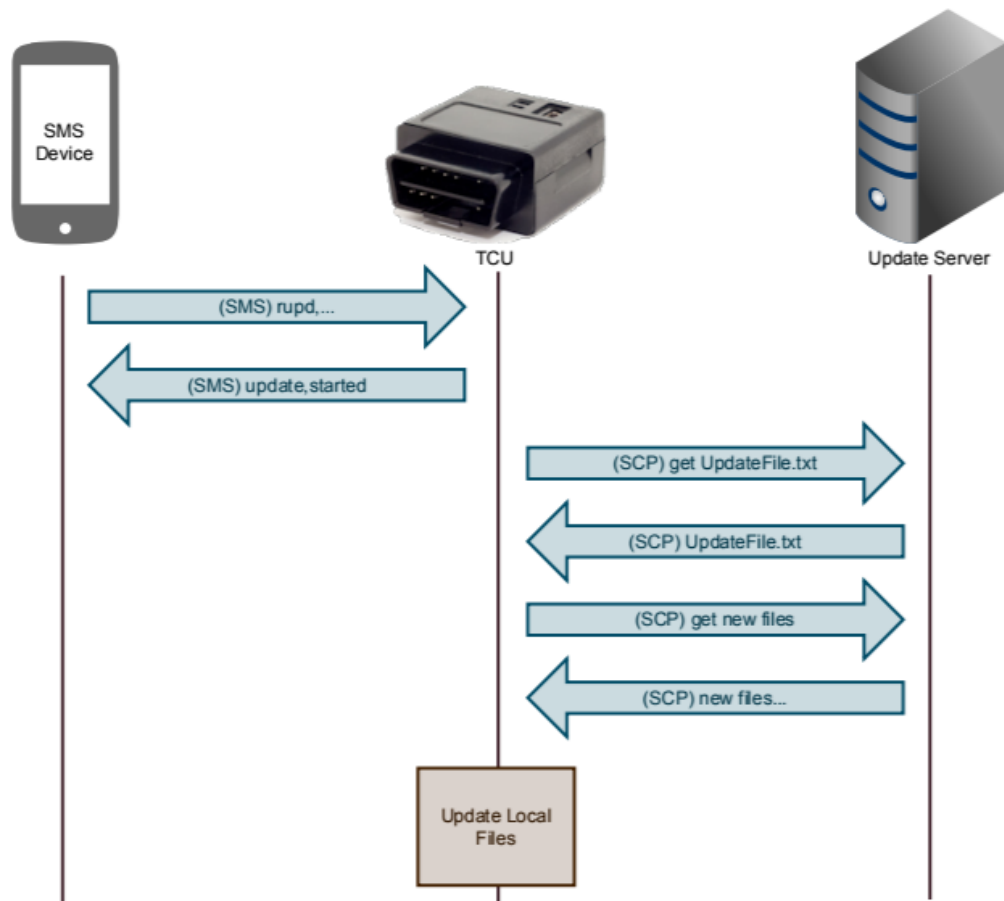 SMS
Device
TCU
Update Server
(SMS) rupd,...
(SMS) update,started
(SCP) get UpdateFile.txt
(SCP) UpdateFile.txt
(SCP) get new files
(SCP) new files...
Update Local
Files